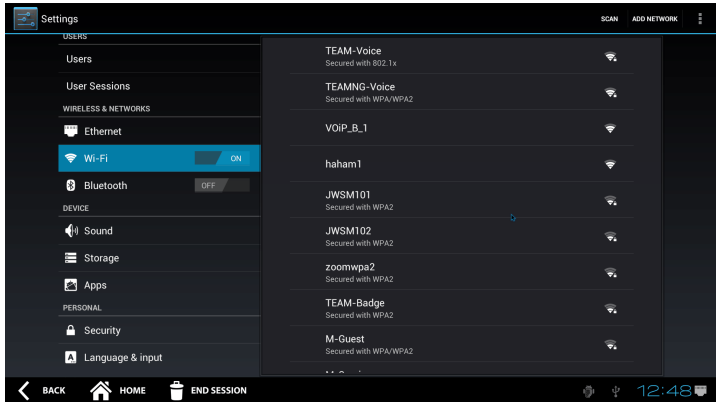 Settings
SCAN
ADD NETWORK
USERS
Users
User Sessions
WIRELESS & NETWORKS
Ethernet
Wi-Fi
ON
Bluetooth
OFF
DEVICE
Sound
Storage
Apps
PERSONAL
Security
A
Language & input
TEAM-Voice
Secured with 802.1x
TEAMNG-Voice
Secured with WPA/WPA2
VOiP_B_1
haham1
JWSM101
Secured with WPA2
JWSM102
Secured with WPA2
zoomwpa2
Secured with WPA2
TEAM-Badge
Secured with WPA2
M-Guest
Secured with WPA/WPA2
BACK
HOME
END SESSION
12:48